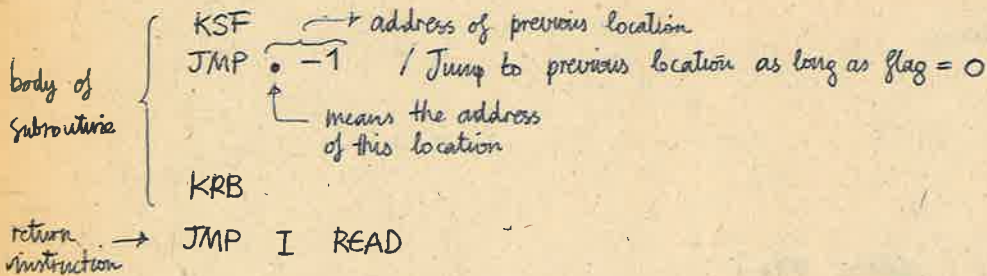 KSF → address of previous location
JMP • -1 / Jump to previous location as long as flag = 0
body of
subroutine
means the address
of this location
KRB
return → JMP I READ
instruction